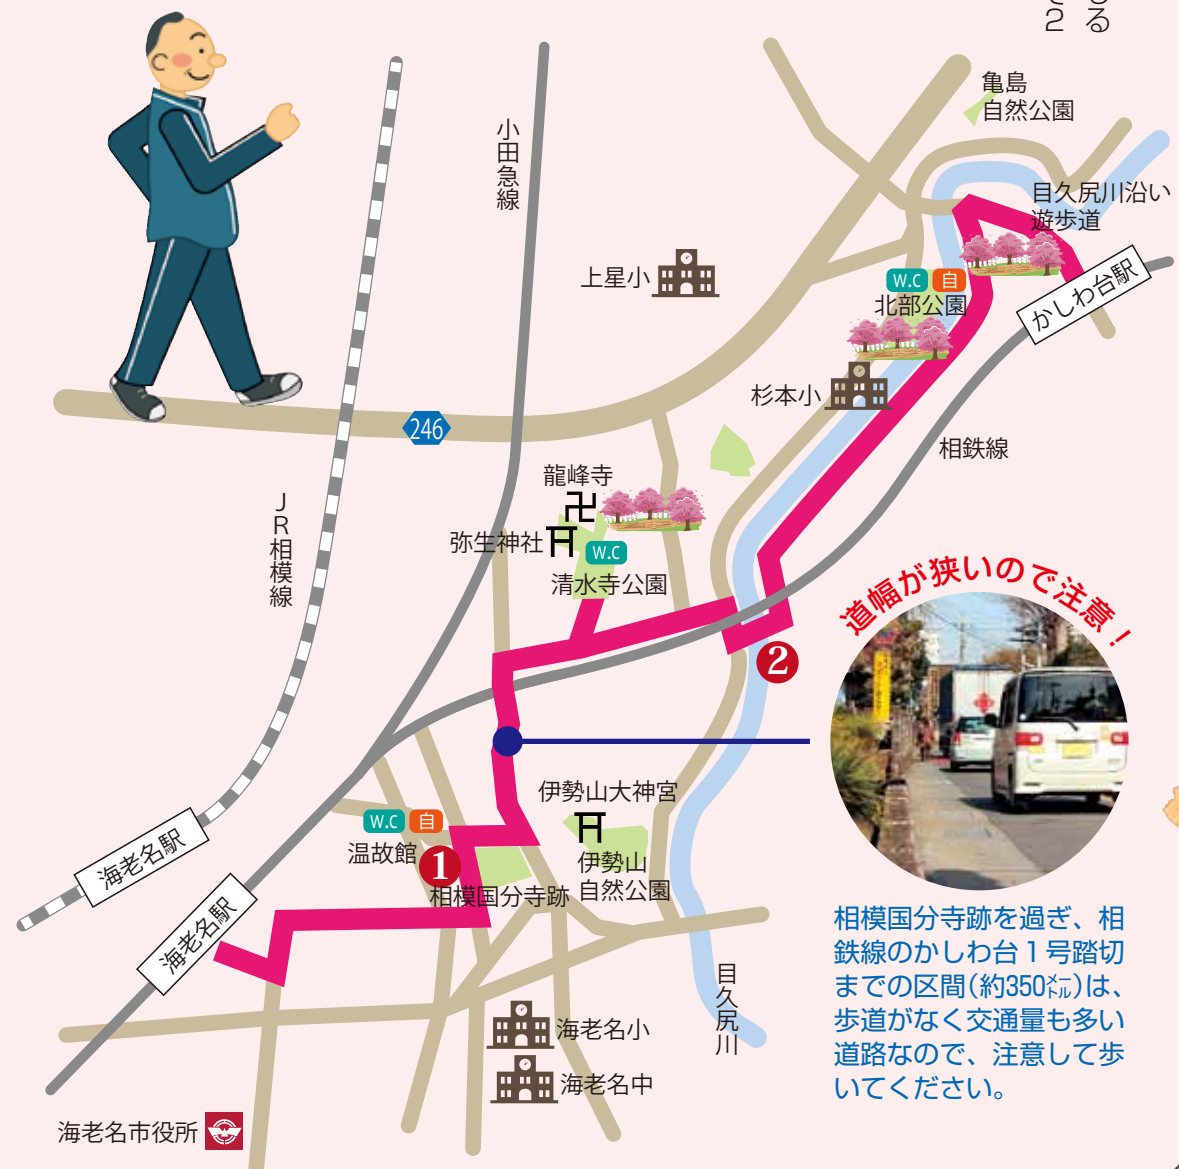 じる
2
亀島
自然公園
小田急線
目久尻川沿い
遊歩道
上星小
W.C 自
北部公園
かしわ台駅
杉本小
246
相鉄線
龍峰寺
卍
弥生神社
W.C
清水寺公園
JR相模線
道幅が狭いので注意！
2
伊勢山大神宮
W.C 自
温故館
1
伊勢山
自然公園
相模国分寺跡
海老名駅
海老名駅
目久尻川
相模国分寺跡を過ぎ、相
鉄線のかしわ台１号踏切
までの区間(約350㍍)は、
歩道がなく交通量も多い
道路なので、注意して歩
いてください。
海老名小
海老名中
海老名市役所